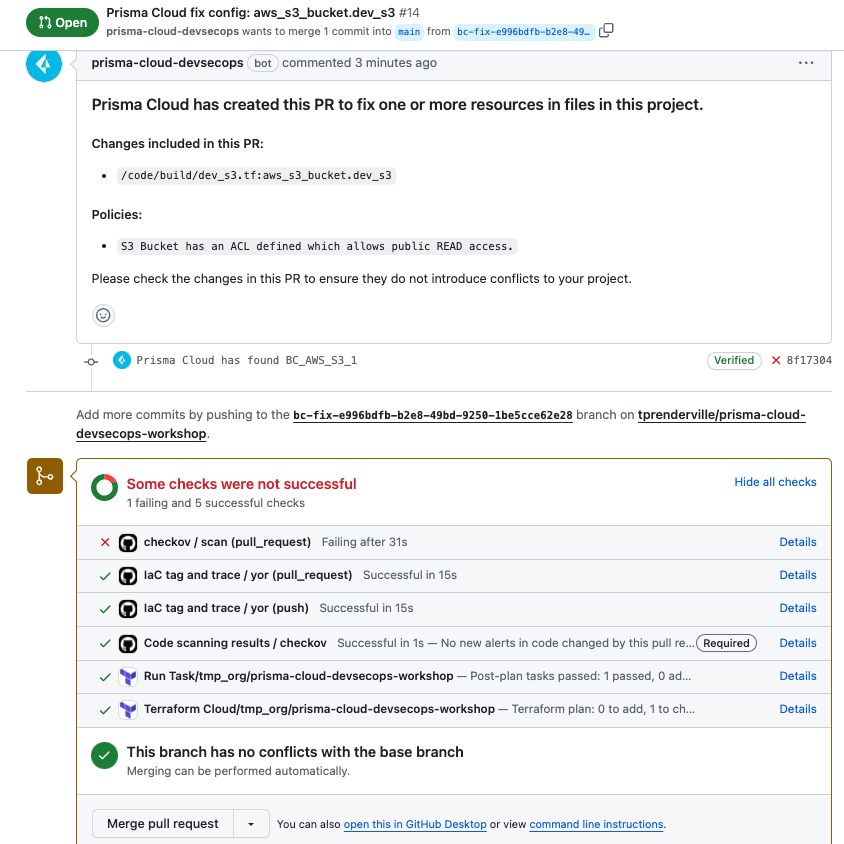 Open
Prisma Cloud fix config: aws_s3_bucket.dev_s3 #14
prisma-cloud-devsecops wants to merge 1 commit into main from bc-fix-e996bdfb-b2e8-49…
prisma-cloud-devsecops bot commented 3 minutes ago
Prisma Cloud has created this PR to fix one or more resources in files in this project.
Changes included in this PR:
• /code/build/dev_s3.tf:aws_s3_bucket.dev_s3
Policies:
• S3 Bucket has an ACL defined which allows public READ access.
Please check the changes in this PR to ensure they do not introduce conflicts to your project.
Prisma Cloud has found BC_AWS_S3_1 Verified 8f17304
Add more commits by pushing to the bc-fix-e996bdfb-b2e8-49bd-9250-1be5cce62e28 branch on tprenderville/prisma-cloud-
devsecops-workshop.
Some checks were not successful Hide all checks
1 failing and 5 successful checks
checkov / scan (pull_request) Failing after 31s Details
IaC tag and trace / yor (pull_request) Successful in 15s Details
IaC tag and trace / yor (push) Successful in 15s Details
Code scanning results / checkov Successful in 1s — No new alerts in code changed by this pull re… Required Details
Run Task/tmp_org/prisma-cloud-devsecops-workshop — Post-plan tasks passed: 1 passed, 0 ad… Details
Terraform Cloud/tmp_org/prisma-cloud-devsecops-workshop — Terraform plan: 0 to add, 1 to ch… Details
This branch has no conflicts with the base branch
Merging can be performed automatically.
Merge pull request You can also open this in GitHub Desktop or view command line instructions.